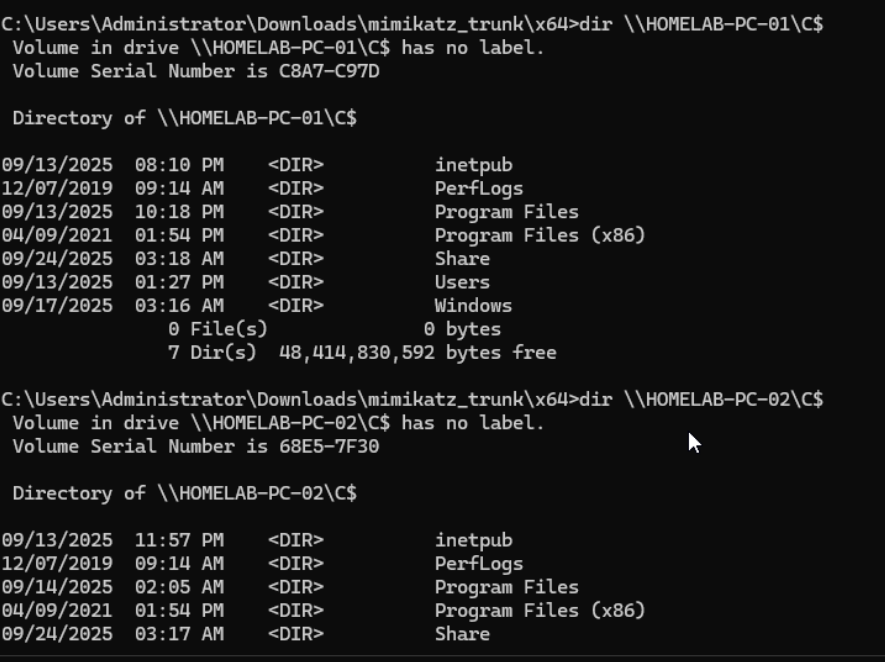 C:\Users\Administrator\Downloads\mimikatz_trunk\x64>dir \\HOMELAB-PC-01\C$
 Volume in drive \\HOMELAB-PC-01\C$ has no label.
 Volume Serial Number is C8A7-C97D

 Directory of \\HOMELAB-PC-01\C$

09/13/2025  08:10 PM    <DIR>          inetpub
12/07/2019  09:14 AM    <DIR>          PerfLogs
09/13/2025  10:18 PM    <DIR>          Program Files
04/09/2021  01:54 PM    <DIR>          Program Files (x86)
09/24/2025  03:18 AM    <DIR>          Share
09/13/2025  01:27 PM    <DIR>          Users
09/17/2025  03:16 AM    <DIR>          Windows
               0 File(s)              0 bytes
               7 Dir(s)  48,414,830,592 bytes free

C:\Users\Administrator\Downloads\mimikatz_trunk\x64>dir \\HOMELAB-PC-02\C$
 Volume in drive \\HOMELAB-PC-02\C$ has no label.
 Volume Serial Number is 68E5-7F30

 Directory of \\HOMELAB-PC-02\C$

09/13/2025  11:57 PM    <DIR>          inetpub
12/07/2019  09:14 AM    <DIR>          PerfLogs
09/14/2025  02:05 AM    <DIR>          Program Files
04/09/2021  01:54 PM    <DIR>          Program Files (x86)
09/24/2025  03:17 AM    <DIR>          Share